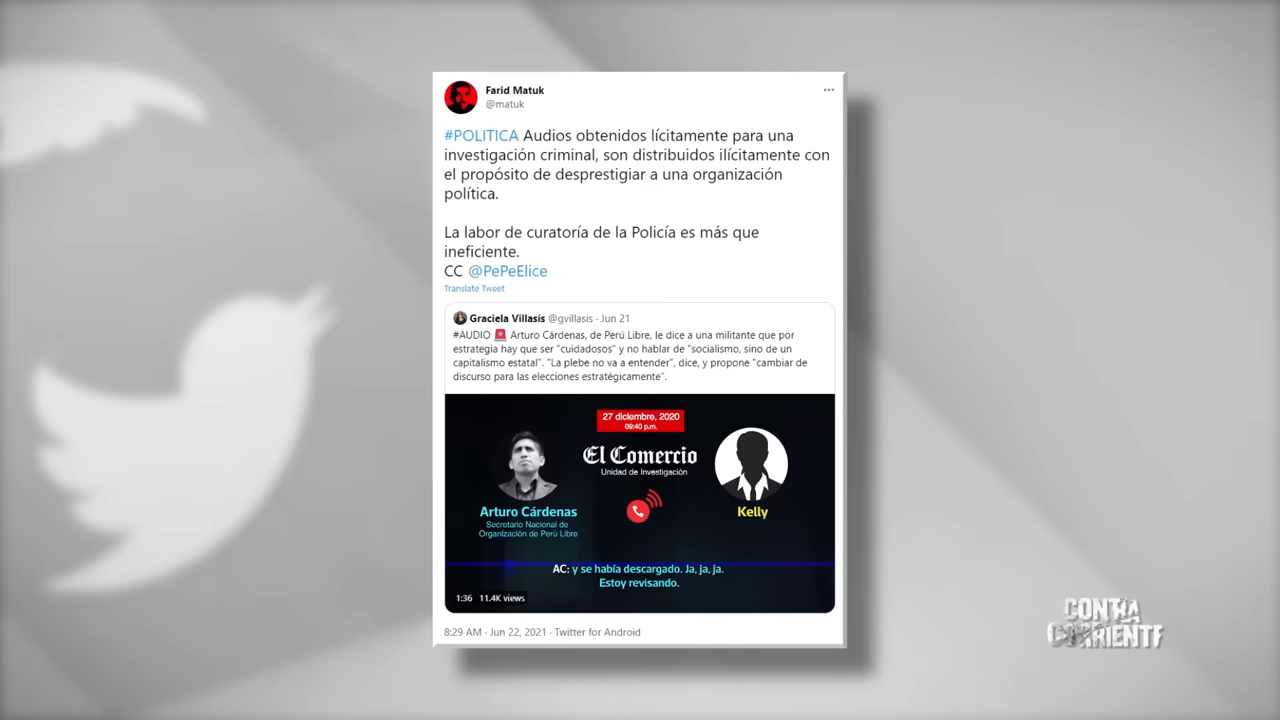 Farid Matuk
@matuk
#POLITICA Audios obtenidos lícitamente para una
investigación criminal, son distribuidos ilícitamente con
el propósito de desprestigiar a una organización
política.
La labor de curatoría de la Policía es más que
ineficiente.
CC @PePeElice
Translate Tweet
Graciela Villasís @gvillasis · Jun 21
#AUDIO 🚨 Arturo Cárdenas, de Perú Libre, le dice a una militante que por
estrategia hay que ser "cuidadosos" y no hablar de "socialismo, sino de un
capitalismo estatal". "La plebe no va a entender", dice, y propone "cambiar de
discurso para las elecciones estratégicamente".
27 diciembre, 2020
09:40 p.m.
El Comercio
Unidad de Investigación
Arturo Cárdenas
Secretario Nacional de
Organización de Perú Libre
Kelly
AC: y se había descargado. Ja, ja, ja.
Estoy revisando.
1:36 11.4K views
8:29 AM · Jun 22, 2021 · Twitter for Android
CONTRA
CORRIENTE